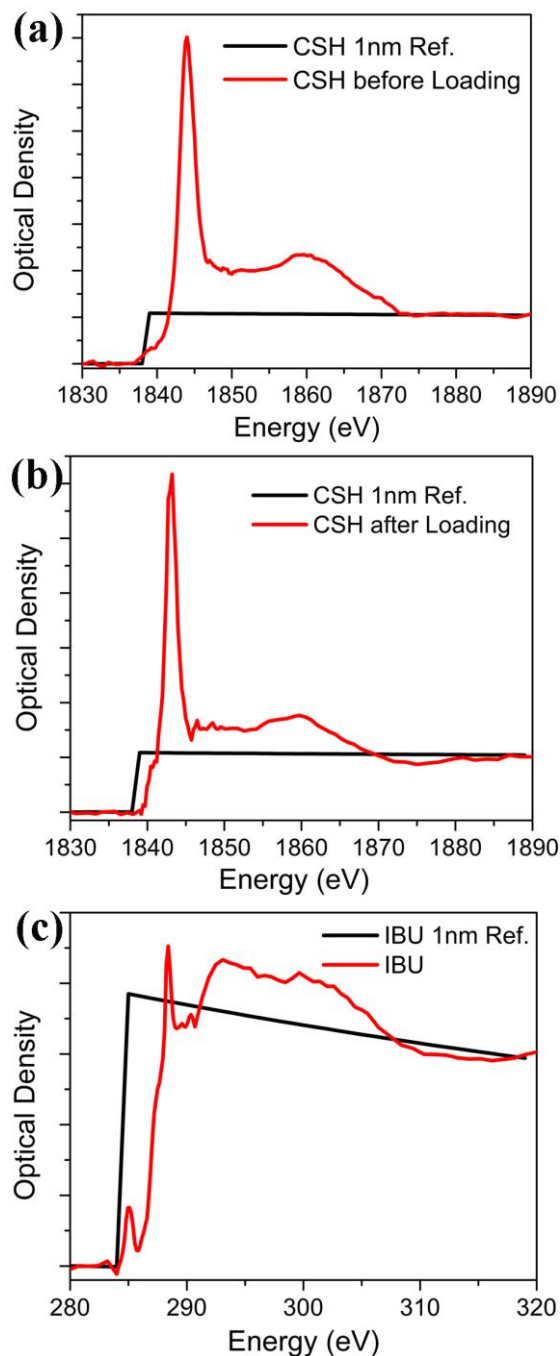 (a)
CSH 1nm Ref.
CSH before Loading
Optical Density
1830 1840 1850 1860 1870 1880 1890
Energy (eV)
(b)
CSH 1nm Ref.
CSH after Loading
Optical Density
1830 1840 1850 1860 1870 1880 1890
Energy (eV)
(c)
IBU 1nm Ref.
IBU
Optical Density
280 290 300 310 320
Energy (eV)